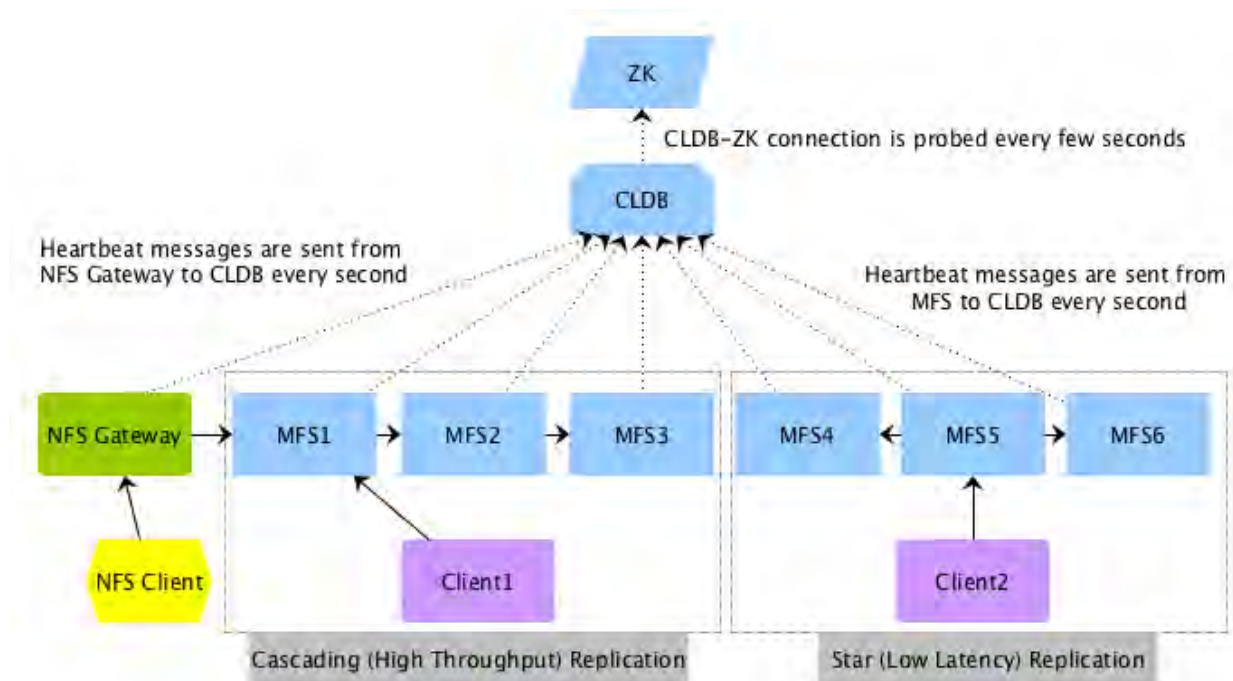 ZK
CLDB-ZK connection is probed every few seconds
CLDB
Heartbeat messages are sent from
NFS Gateway to CLDB every second
Heartbeat messages are sent from
MFS to CLDB every second
NFS Gateway
MFS1
MFS2
MFS3
MFS4
MFS5
MFS6
NFS Client
Client1
Client2
Cascading (High Throughput) Replication
Star (Low Latency) Replication